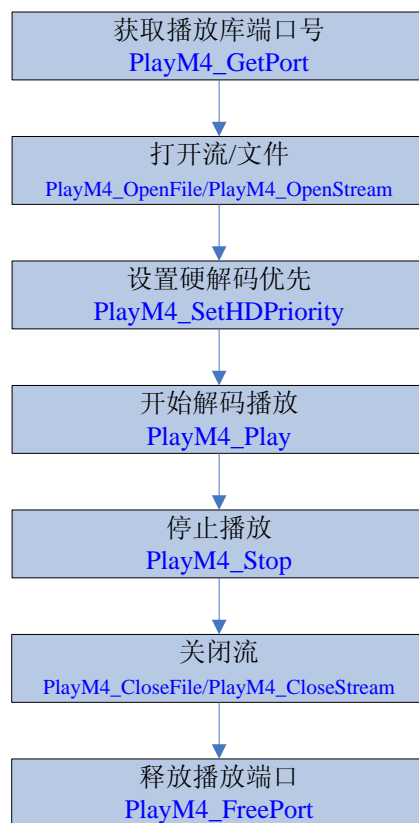 获取播放库端口号
PlayM4_GetPort
打开流/文件
PlayM4_OpenFile/PlayM4_OpenStream
设置硬解码优先
PlayM4_SetHDPriority
开始解码播放
PlayM4_Play
停止播放
PlayM4_Stop
关闭流
PlayM4_CloseFile/PlayM4_CloseStream
释放播放端口
PlayM4_FreePort